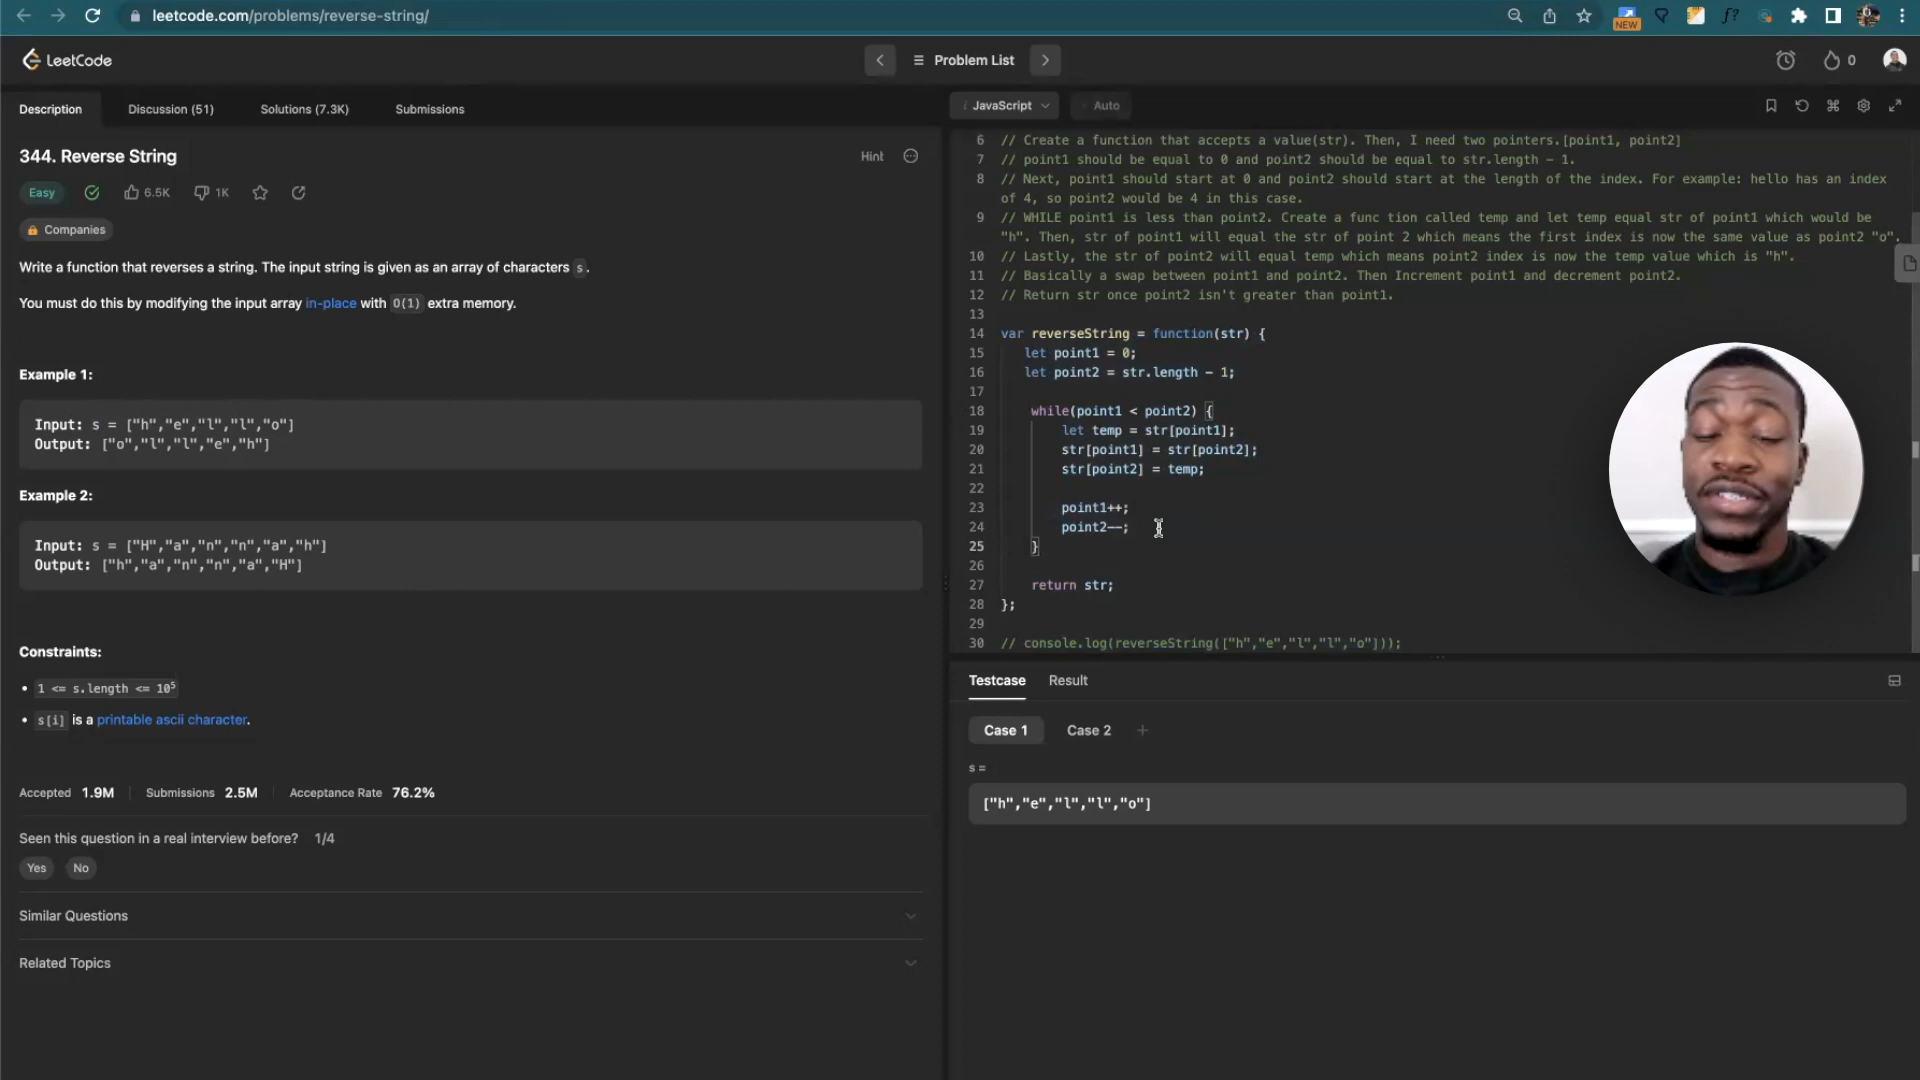 leetcode.com/problems/reverse-string/
NEW
f?
LeetCode
Problem List
0
Description
Discussion (51)
Solutions (7.3K)
Submissions
344. Reverse String
Hint
Easy
6.5K
1K
Companies
Write a function that reverses a string. The input string is given as an array of characters s.
You must do this by modifying the input array in-place with O(1) extra memory.
Example 1:
Input: s = ["h","e","l","l","o"]
Output: ["o","l","l","e","h"]
Example 2:
Input: s = ["H","a","n","n","a","h"]
Output: ["h","a","n","n","a","H"]
Constraints:
• 1 <= s.length <= 10⁵
• s[i] is a printable ascii character.
Accepted 1.9M
Submissions 2.5M
Acceptance Rate 76.2%
Seen this question in a real interview before? 1/4
Yes
No
Similar Questions
Related Topics
i JavaScript
Auto
6 // Create a function that accepts a value(str). Then, I need two pointers.[point1, point2]
7 // point1 should be equal to 0 and point2 should be equal to str.length - 1.
8 // Next, point1 should start at 0 and point2 should start at the length of the index. For example: hello has an index
of 4, so point2 would be 4 in this case.
9 // WHILE point1 is less than point2. Create a func tion called temp and let temp equal str of point1 which would be
"h". Then, str of point1 will equal the str of point 2 which means the first index is now the same value as point2 "o".
10 // Lastly, the str of point2 will equal temp which means point2 index is now the temp value which is "h".
11 // Basically a swap between point1 and point2. Then Increment point1 and decrement point2.
12 // Return str once point2 isn't greater than point1.
13
14 var reverseString = function(str) {
15 let point1 = 0;
16 let point2 = str.length - 1;
17
18 while(point1 < point2) {
19 let temp = str[point1];
20 str[point1] = str[point2];
21 str[point2] = temp;
22
23 point1++;
24 point2--;
25 }
26
27 return str;
28 };
29
30 // console.log(reverseString(["h","e","l","l","o"]));
Testcase
Result
Case 1
Case 2
s =
["h","e","l","l","o"]